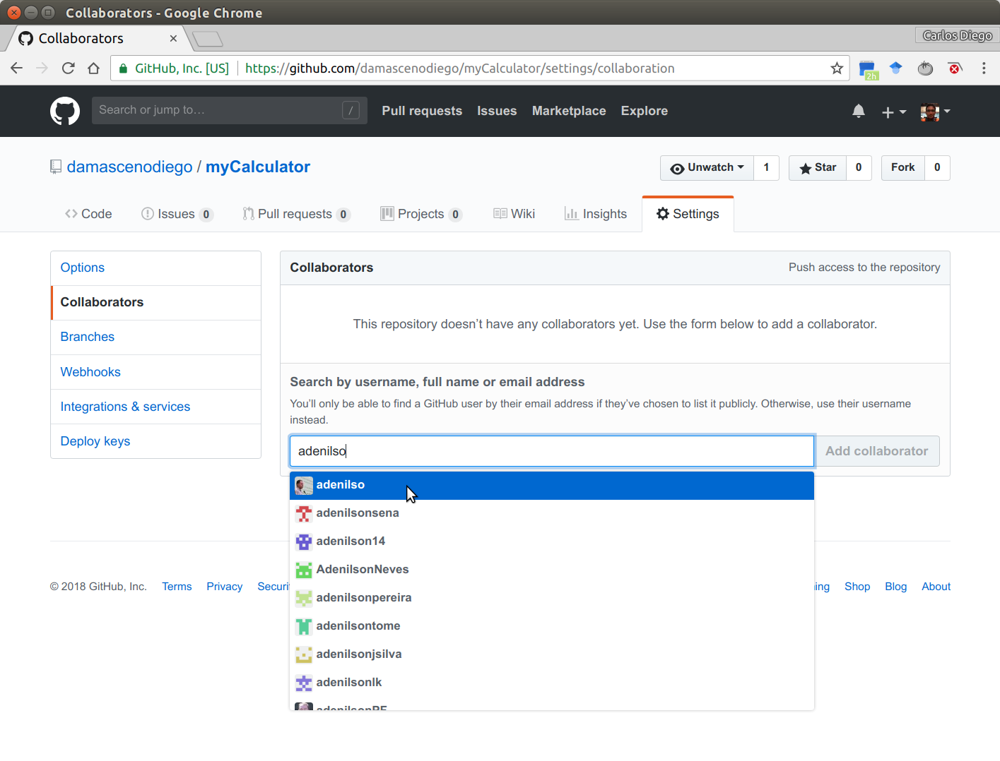 Collaborators - Google Chrome
Collaborators
Carlos Diego
GitHub, Inc. [US]
https://github.com/damascenodiego/myCalculator/settings/collaboration
2h
Search or jump to…
/
Pull requests
Issues
Marketplace
Explore
damascenodiego / myCalculator
Unwatch 1
Star 0
Fork 0
Code
Issues 0
Pull requests 0
Projects 0
Wiki
Insights
Settings
Options
Collaborators
Branches
Webhooks
Integrations & services
Deploy keys
Collaborators
Push access to the repository
This repository doesn’t have any collaborators yet. Use the form below to add a collaborator.
Search by username, full name or email address
You’ll only be able to find a GitHub user by their email address if they’ve chosen to list it publicly. Otherwise, use their username
instead.
adenilso
Add collaborator
adenilso
adenilsonsena
adenilson14
AdenilsonNeves
adenilsonpereira
adenilsontome
adenilsonjsilva
adenilsonlk
© 2018 GitHub, Inc.
Terms
Privacy
Shop
Blog
About